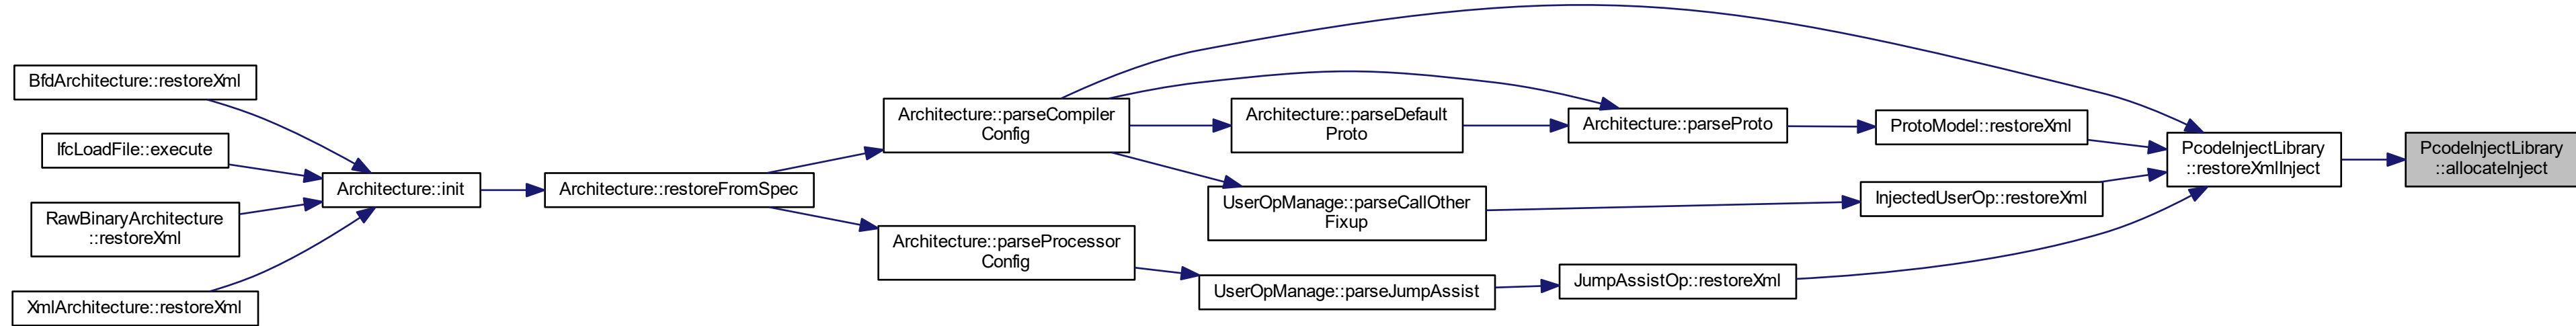 BfdArchitecture::restoreXml
IfcLoadFile::execute
RawBinaryArchitecture
::restoreXml
XmlArchitecture::restoreXml
Architecture::init
Architecture::restoreFromSpec
Architecture::parseCompiler
Config
Architecture::parseProcessor
Config
Architecture::parseDefault
Proto
UserOpManage::parseCallOther
Fixup
UserOpManage::parseJumpAssist
Architecture::parseProto
JumpAssistOp::restoreXml
ProtoModel::restoreXml
InjectedUserOp::restoreXml
PcodeInjectLibrary
::restoreXmlInject
PcodeInjectLibrary
::allocateInject